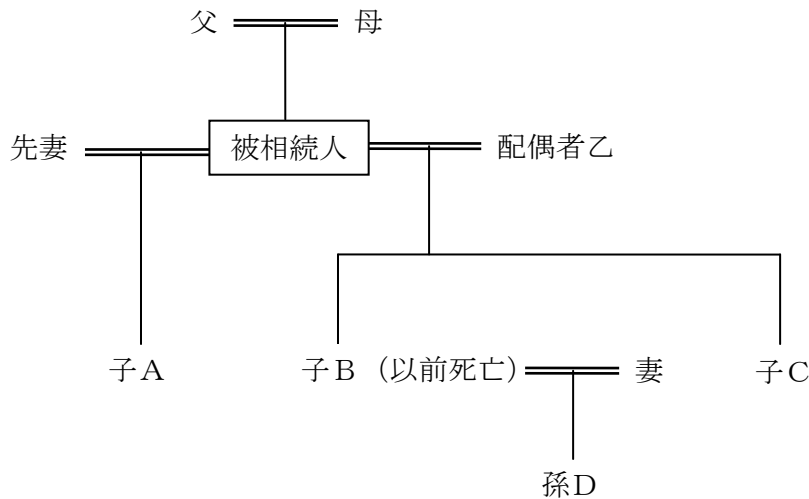 父 母
先妻 被相続人 配偶者乙
子A 子B（以前死亡） 妻 子C
孫D